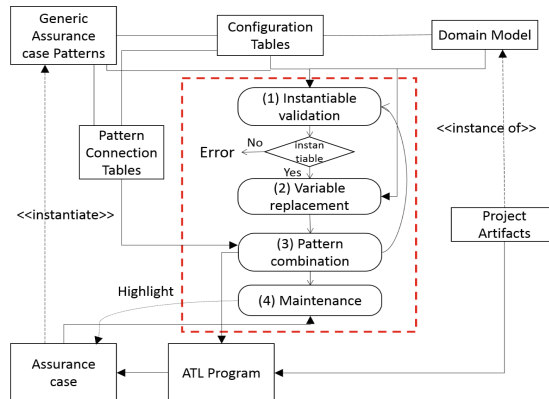 Generic
Assurance
case Patterns
Configuration
Tables
Domain Model
(1) Instantiable
validation
<<instance of>>
Error
No
Instan
tiable
Pattern
Connection
Tables
Yes
(2) Variable
replacement
<<instantiate>>
Project
Artifacts
(3) Pattern
combination
Highlight
(4) Maintenance
Assurance
case
ATL Program